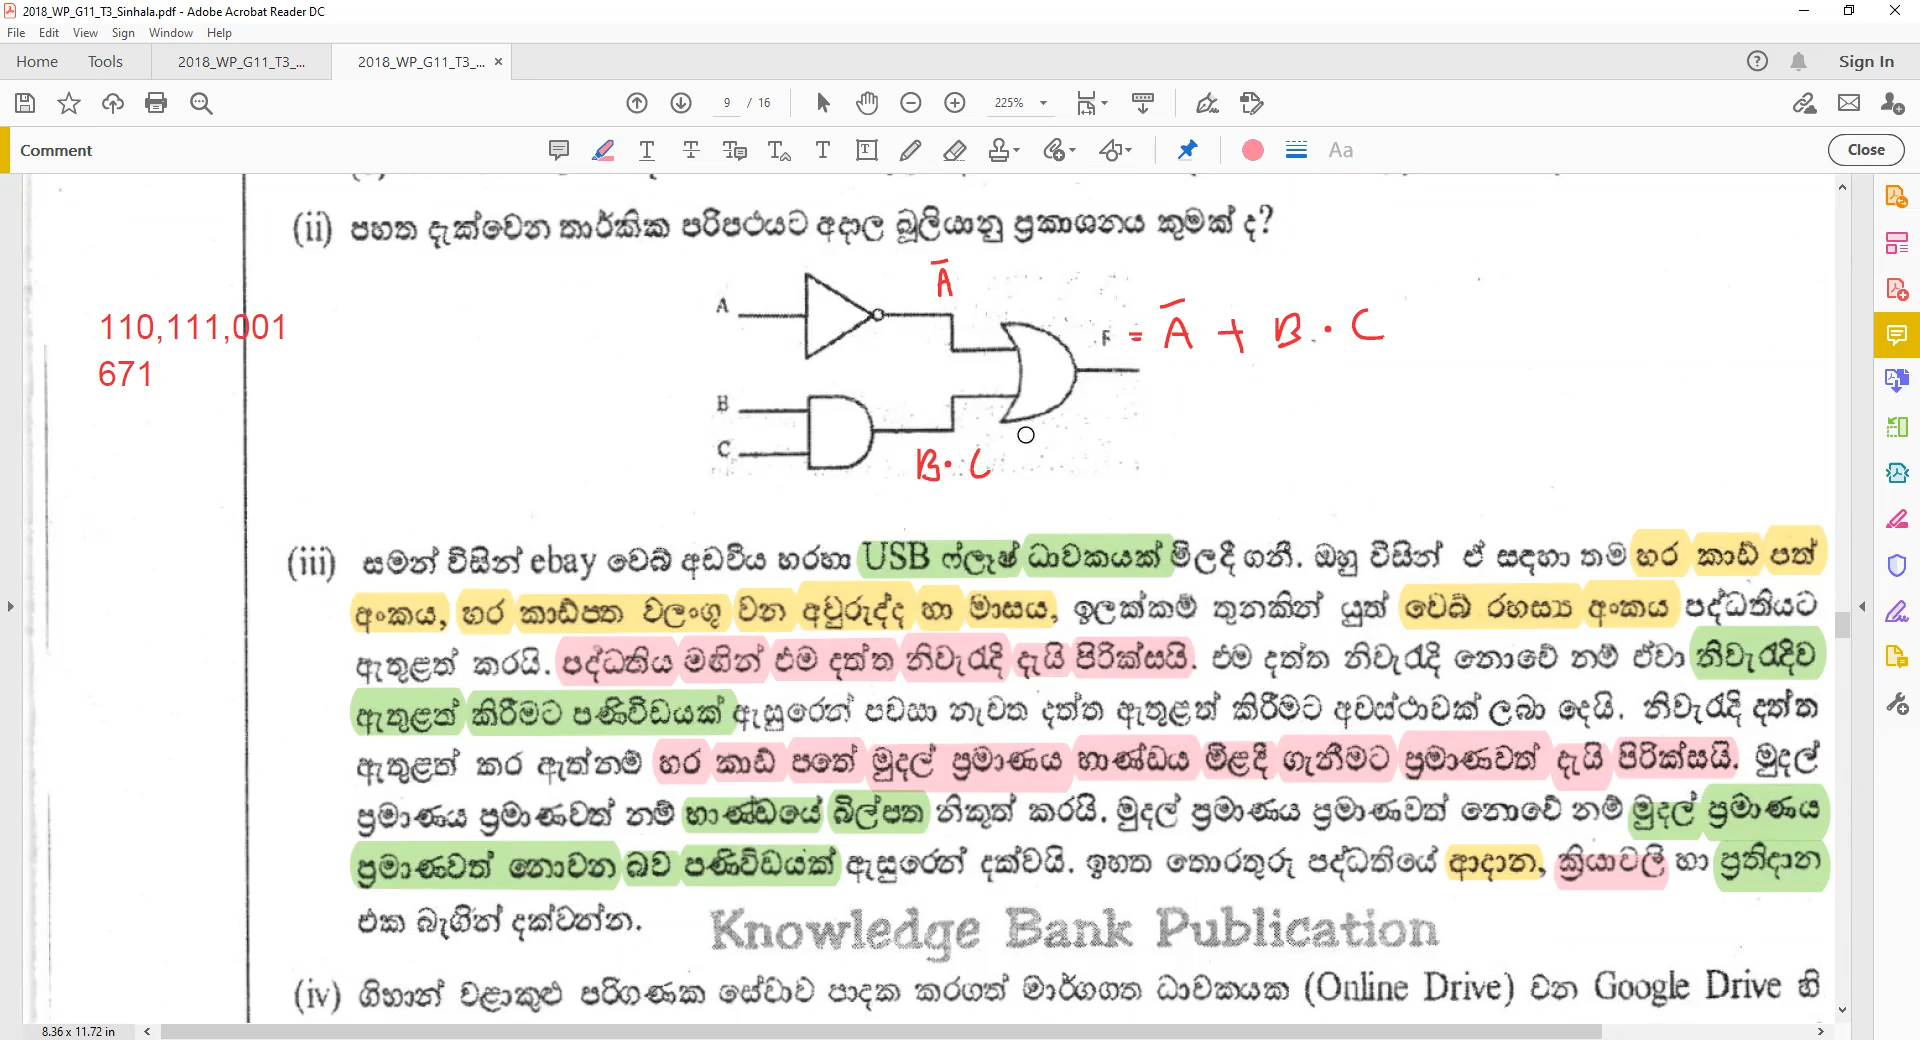 2018_WP_G11_T3_Sinhala.pdf - Adobe Acrobat Reader DC
File Edit View Sign Window Help
Home Tools 2018_WP_G11_T3_... 2018_WP_G11_T3_... ×
Sign In
9 / 16 225%
Comment
Aa
Close
(ii) පහත දැක්වෙන තාර්කික පරිපථයට අදාල බූලියානු ප්‍රකාශනය කුමක් ද?
A
Ā
F = Ā + B . C
110,111,001
671
B
C
B . C
(iii) සමන් විසින් ebay වෙබ් අඩවිය හරහා USB ෆ්ලෑෂ් ධාවකයක් මිලදී ගනී. ඔහු විසින් ඒ සඳහා තම හර කාඩ් පත්
අංකය, හර කාඩ්පත වලංගු වන අවුරුද්ද හා මාසය, ඉලක්කම් තුනකින් යුත් වෙබ් රහස්‍ය අංකය පද්ධතියට
ඇතුළත් කරයි. පද්ධතිය මඟින් එම දත්ත නිවැරැදි දැයි පිරික්සයි. එම දත්ත නිවැරැදි නොවේ නම් ඒවා නිවැරැදිව
ඇතුළත් කිරීමට පණිවිඩයක් ඇසුරෙන් පවසා නැවත දත්ත ඇතුළත් කිරීමට අවස්ථාවක් ලබා දෙයි. නිවැරැදි දත්ත
ඇතුළත් කර ඇත්නම් හර කාඩ් පතේ මුදල් ප්‍රමාණය භාණ්ඩය මිළදී ගැනීමට ප්‍රමාණවත් දැයි පිරික්සයි. මුදල්
ප්‍රමාණය ප්‍රමාණවත් නම් භාණ්ඩයේ බිල්පත නිකුත් කරයි. මුදල් ප්‍රමාණය ප්‍රමාණවත් නොවේ නම් මුදල් ප්‍රමාණය
ප්‍රමාණවත් නොවන බව පණිවිඩයක් ඇසුරෙන් දක්වයි. ඉහත තොරතුරු පද්ධතියේ ආදාන, ක්‍රියාවලි හා ප්‍රතිදාන
එක බැගින් දක්වන්න.
Knowledge Bank Publication
(iv) ගිහාන් වළාකුළු පරිගණක සේවාව පාදක කරගත් මාර්ගගත ධාවකයක (Online Drive) වන Google Drive හි
8.36 x 11.72 in